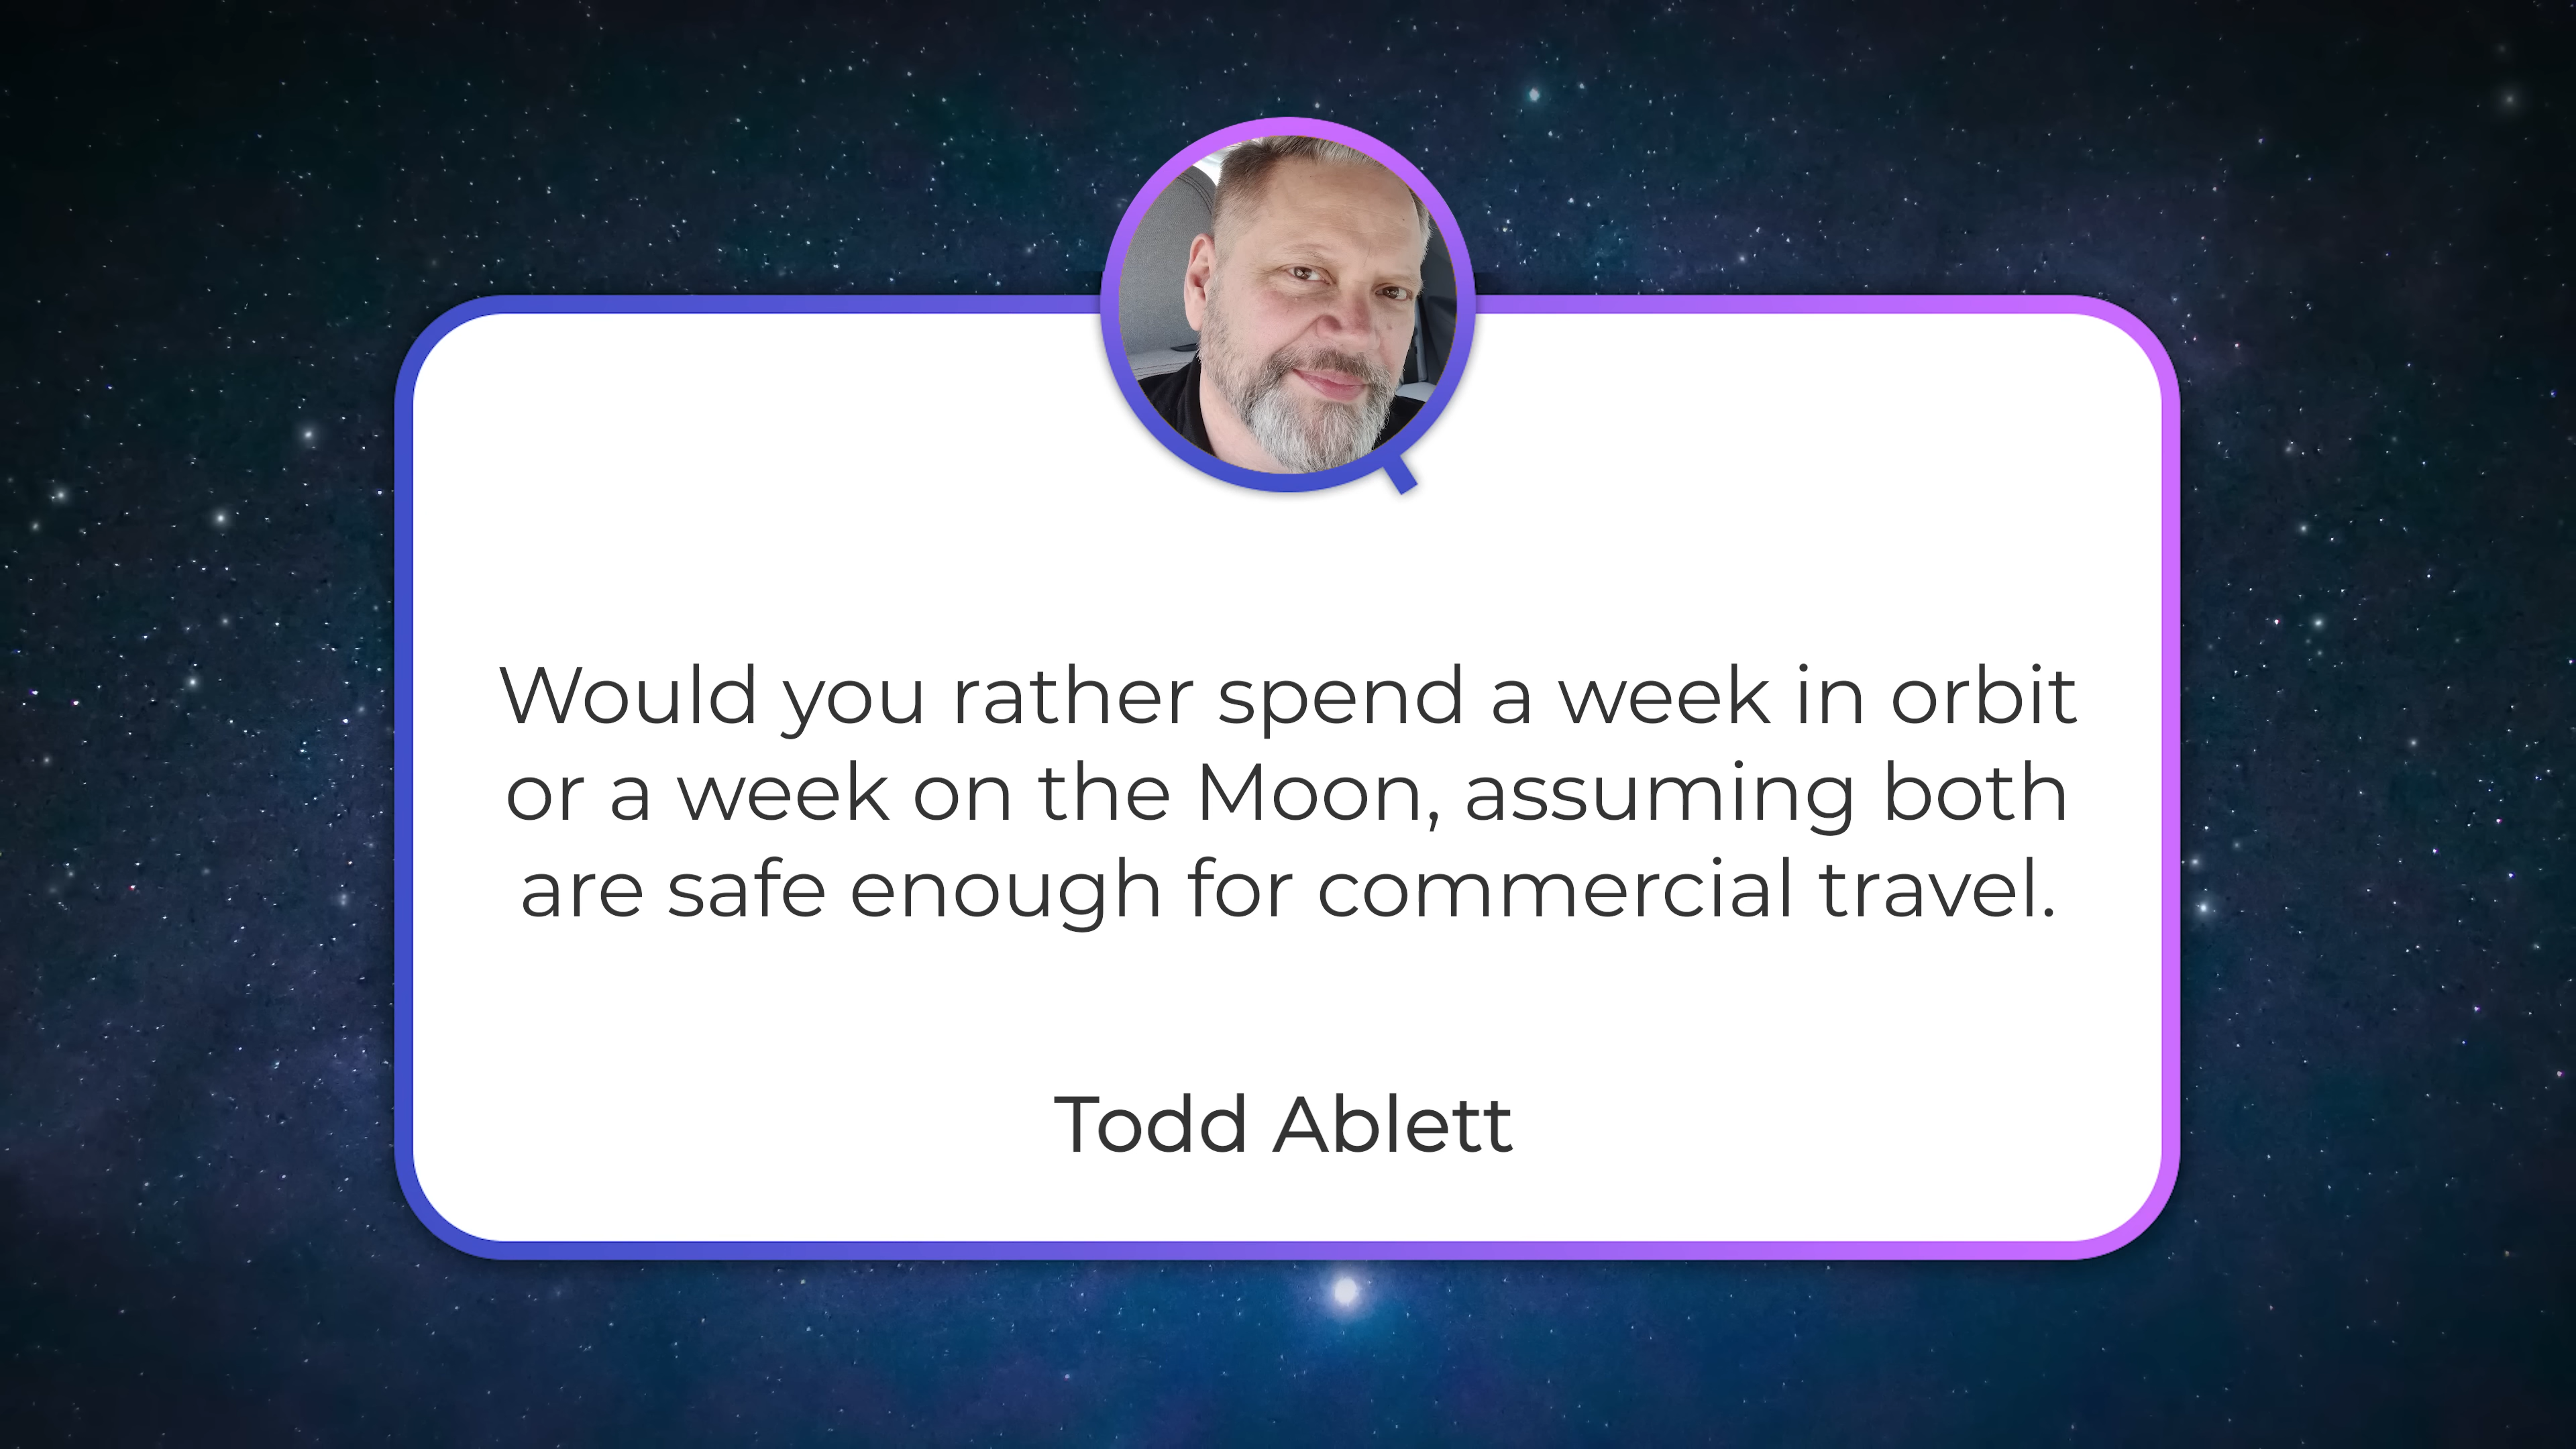 Would you rather spend a week in orbit
or a week on the Moon, assuming both
are safe enough for commercial travel.
Todd Ablett